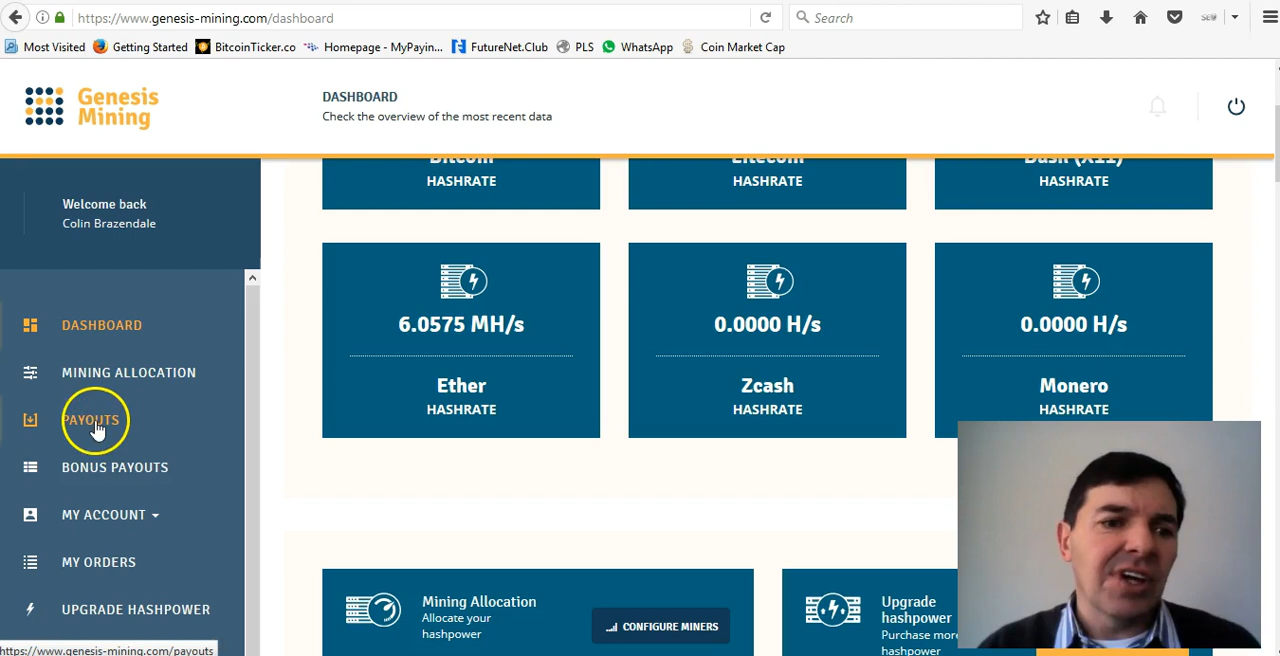 https://www.genesis-mining.com/dashboard
Search
Most Visited
Getting Started
BitcoinTicker.co
Homepage - MyPayin...
FutureNet.Club
PLS
WhatsApp
Coin Market Cap
Genesis
Mining
DASHBOARD
Check the overview of the most recent data
Welcome back
Colin Brazendale
DASHBOARD
MINING ALLOCATION
PAYOUTS
BONUS PAYOUTS
MY ACCOUNT
MY ORDERS
UPGRADE HASHPOWER
https://www.genesis-mining.com/payouts
Bitcoin
HASHRATE
Litecoin
HASHRATE
Dash (X11)
HASHRATE
6.0575 MH/s
Ether
HASHRATE
0.0000 H/s
Zcash
HASHRATE
0.0000 H/s
Monero
HASHRATE
Mining Allocation
Allocate your
hashpower
CONFIGURE MINERS
Upgrade
hashpower
Purchase more
hashpower